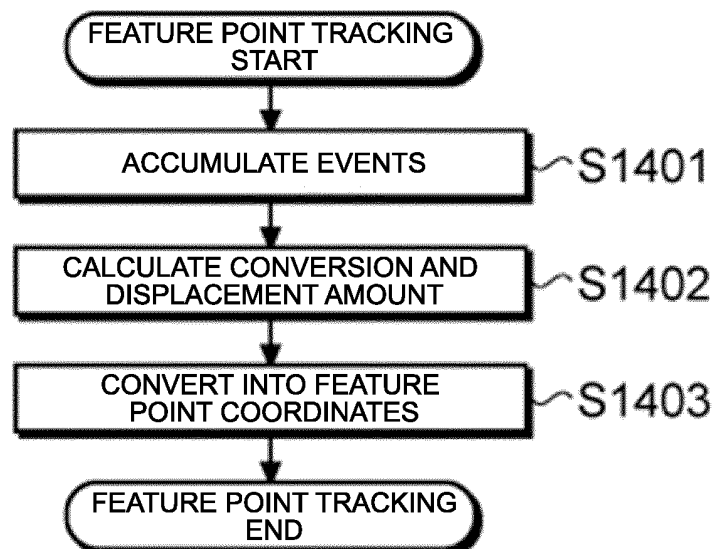 FEATURE POINT TRACKING
START
ACCUMULATE EVENTS
S1401
CALCULATE CONVERSION AND
DISPLACEMENT AMOUNT
S1402
CONVERT INTO FEATURE
POINT COORDINATES
S1403
FEATURE POINT TRACKING
END